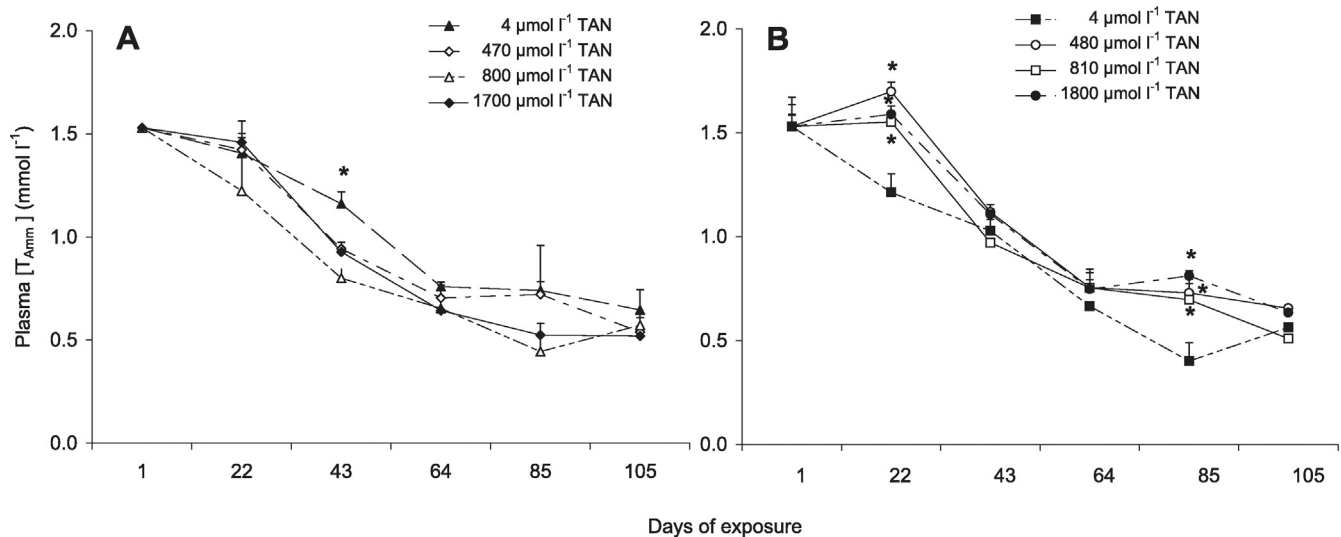 A
4 µmol l⁻¹ TAN
470 µmol l⁻¹ TAN
800 µmol l⁻¹ TAN
1700 µmol l⁻¹ TAN
B
4 µmol l⁻¹ TAN
480 µmol l⁻¹ TAN
810 µmol l⁻¹ TAN
1800 µmol l⁻¹ TAN
Plasma [T_Amm] (mmol l⁻¹)
2.0
1.5
1.0
0.5
0.0
2.0
1.5
1.0
0.5
0.0
*
*
*
*
*
*
*
1 22 43 64 85 105
1 22 43 64 85 105
Days of exposure